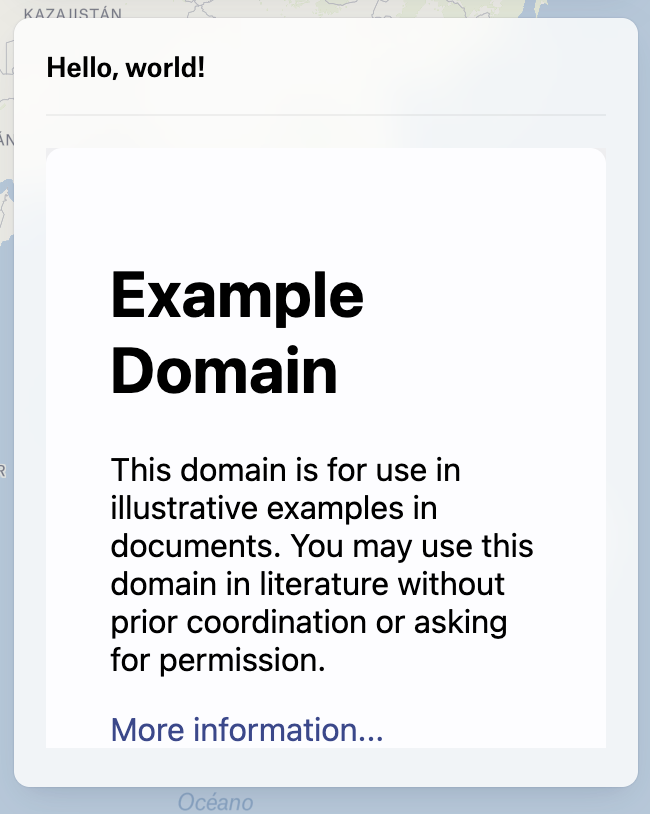 KAZAJISTÁN
Hello, world!
Example
Domain
This domain is for use in
illustrative examples in
documents. You may use this
domain in literature without
prior coordination or asking
for permission.
More information...
Océano